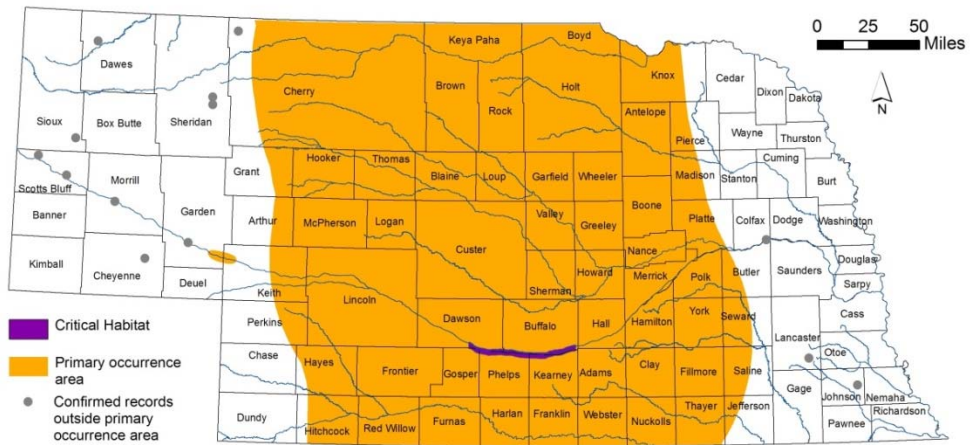 0 25 50
Miles
N
Boyd
Keya Paha
Knox
Cedar
Dixon
Dakota
Dawes
Cherry
Brown
Rock
Holt
Antelope
Pierce
Wayne
Thurston
Sioux
Box Butte
Sheridan
Grant
Hooker
Thomas
Blaine
Loup
Garfield
Wheeler
Madison
Stanton
Cuming
Burt
Scotts Bluff
Morrill
Garden
Arthur
McPherson
Logan
Custer
Valley
Greeley
Boone
Platte
Colfax
Dodge
Washington
Banner
Nance
Douglas
Kimball
Cheyenne
Deuel
Keith
Lincoln
Sherman
Howard
Merrick
Polk
Butler
Saunders
Sarpy
Perkins
Dawson
Buffalo
Hall
Hamilton
York
Seward
Cass
Lancaster
Otoe
Chase
Hayes
Frontier
Gosper
Phelps
Kearney
Adams
Clay
Fillmore
Saline
Gage
Johnson
Nemaha
Dundy
Hitchcock
Red Willow
Furnas
Harlan
Franklin
Webster
Nuckolls
Thayer
Jefferson
Pawnee
Richardson
Critical Habitat
Primary occurrence
area
Confirmed records
outside primary
occurrence area